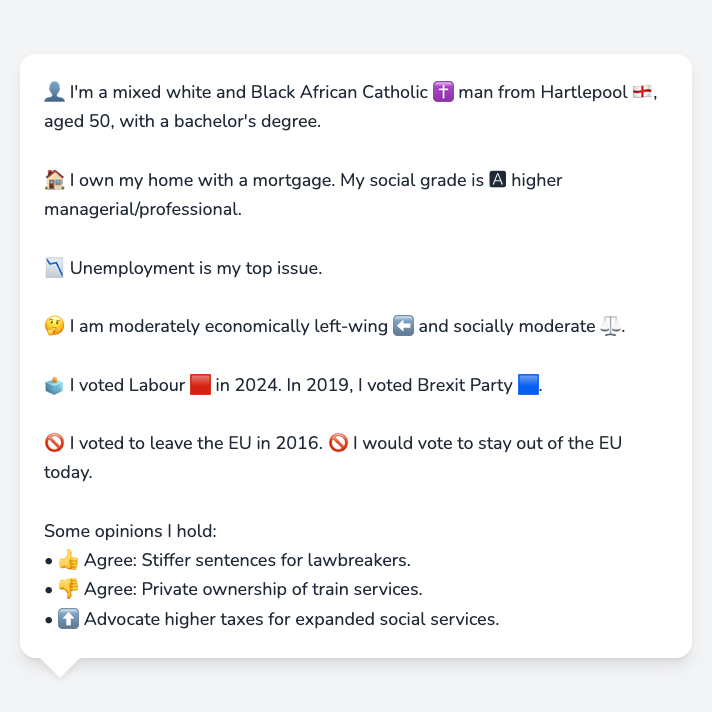 👤 I'm a mixed white and Black African Catholic ✝️ man from Hartlepool 🏴󠁧󠁢󠁥󠁮󠁧󠁿,
aged 50, with a bachelor's degree.
🏠 I own my home with a mortgage. My social grade is 🅰 higher
managerial/professional.
📉 Unemployment is my top issue.
🤔 I am moderately economically left-wing ⬅️ and socially moderate ⚖️.
🗳️ I voted Labour 🟥 in 2024. In 2019, I voted Brexit Party 🟦.
🚫 I voted to leave the EU in 2016. 🚫 I would vote to stay out of the EU
today.
Some opinions I hold:
• 👍 Agree: Stiffer sentences for lawbreakers.
• 👎 Agree: Private ownership of train services.
• ⬆️ Advocate higher taxes for expanded social services.